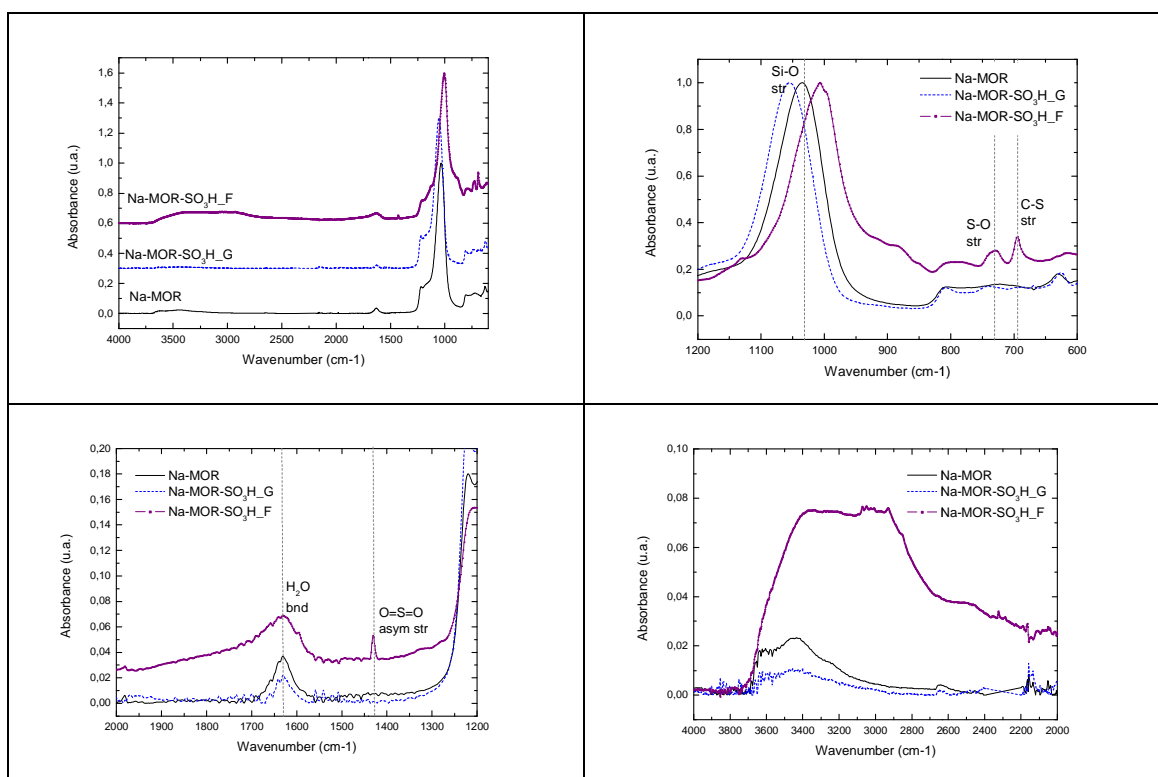 1,6
1,4
1,2
1,0
0,8
0,6
0,4
0,2
0,0
Absorbance (u.a.)
Na-MOR-SO3H_F
Na-MOR-SO3H_G
Na-MOR
4000 3500 3000 2500 2000 1500 1000
Wavenumber (cm-1)
1,0
0,8
0,6
0,4
0,2
0,0
Absorbance (u.a.)
Si-O
str
Na-MOR
Na-MOR-SO3H_G
Na-MOR-SO3H_F
S-O
str
C-S
str
1200 1100 1000 900 800 700 600
Wavenumber (cm-1)
0,20
0,18
0,16
0,14
0,12
0,10
0,08
0,06
0,04
0,02
0,00
Absorbance (u.a.)
Na-MOR
Na-MOR-SO3H_G
Na-MOR-SO3H_F
H2O
bnd
O=S=O
asym str
2000 1900 1800 1700 1600 1500 1400 1300 1200
Wavenumber (cm-1)
0,10
0,08
0,06
0,04
0,02
0,00
Absorbance (u.a.)
Na-MOR
Na-MOR-SO3H_G
Na-MOR-SO3H_F
4000 3800 3600 3400 3200 3000 2800 2600 2400 2200 2000
Wavenumber (cm-1)